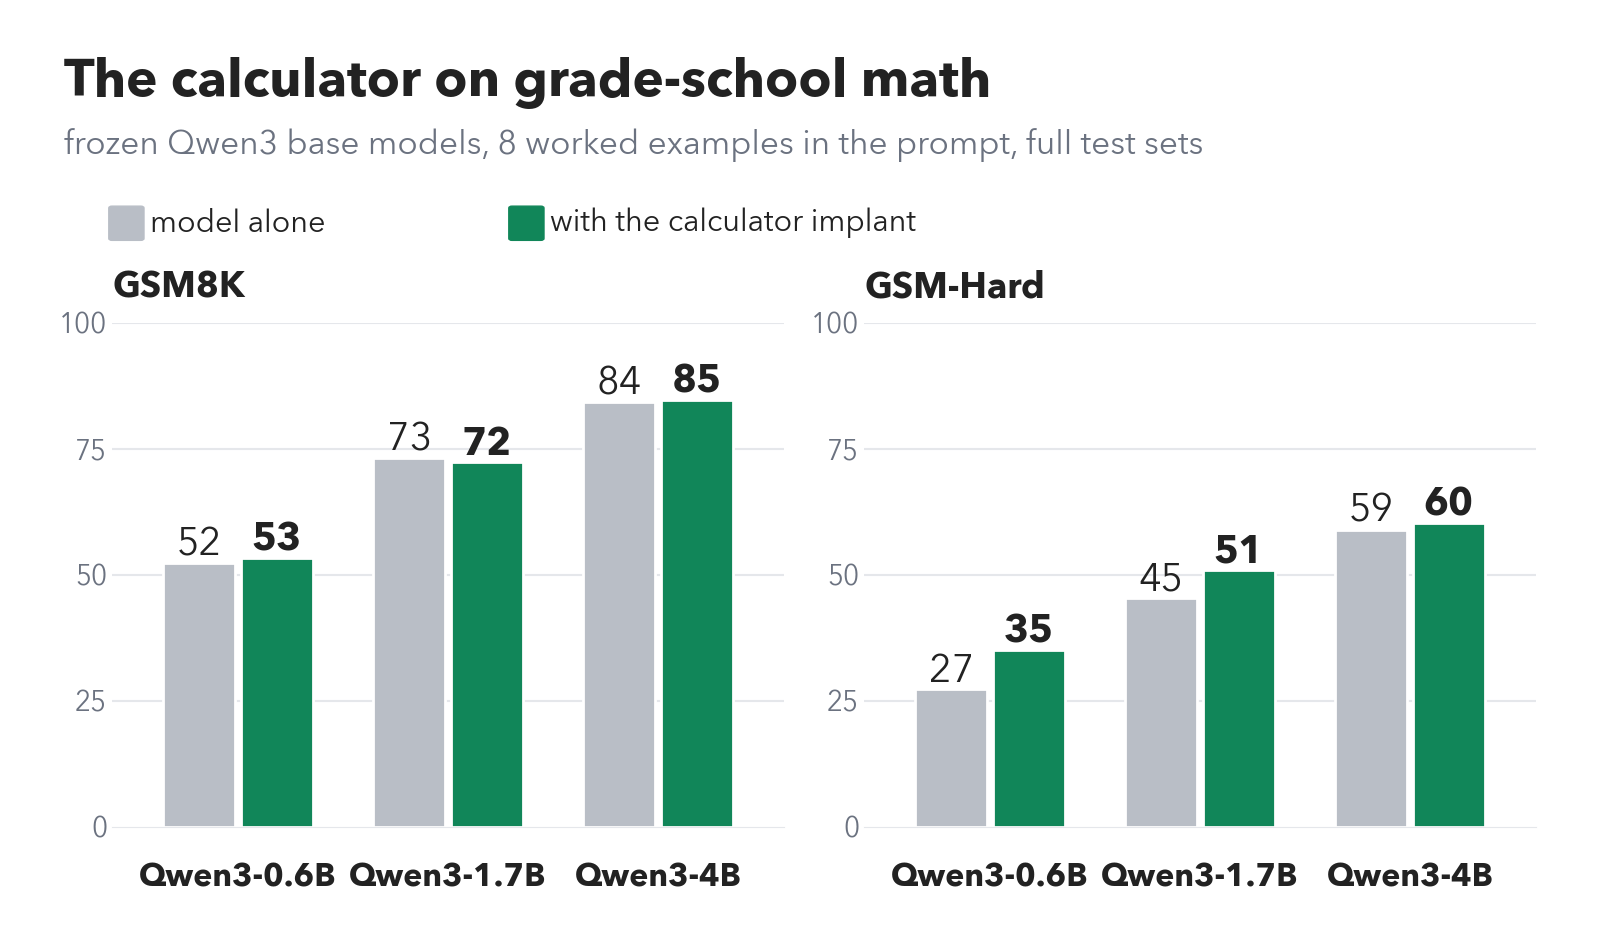 The calculator on grade-school math
frozen Qwen3 base models, 8 worked examples in the prompt, full test sets
model alone
with the calculator implant
GSM8K
100
75
50
25
0
52
53
73
72
84
85
Qwen3-0.6B
Qwen3-1.7B
Qwen3-4B
GSM-Hard
100
75
50
25
0
27
35
45
51
59
60
Qwen3-0.6B
Qwen3-1.7B
Qwen3-4B